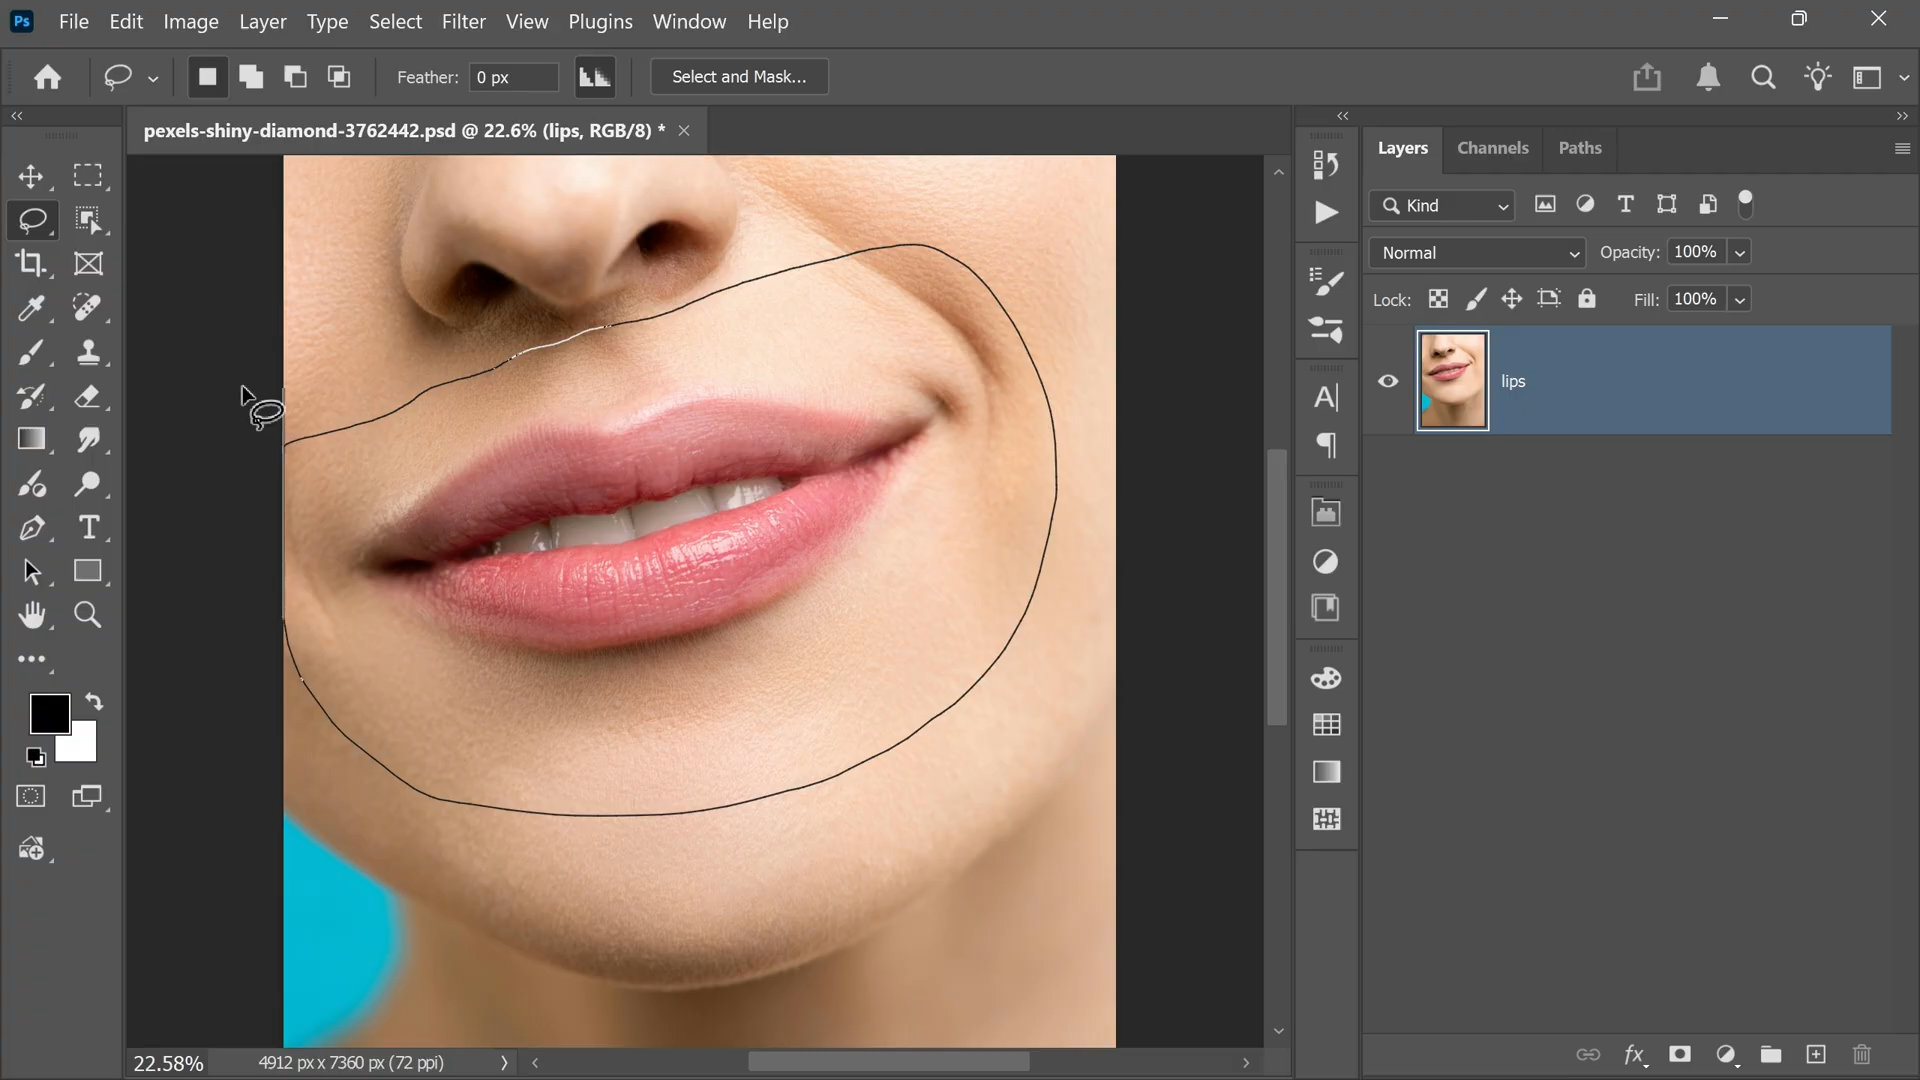 Ps File Edit Image Layer Select Filter View Plugins Window Help
Feather: 0 px Select and Mask...
pexels-shiny-diamond-3762442.psd @ 22.6% (lips, RGB/8) *
Layers Channels Paths
Kind
Normal Opacity: 100%
Lock: Fill: 100%
lips
22.58% 4912 px x 7360 px (72 ppi)